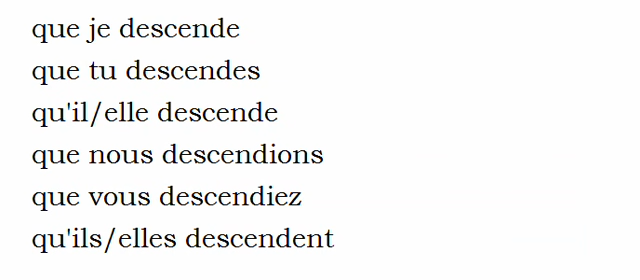 que je descende
que tu descendes
qu'il/elle descende
que nous descendions
que vous descendiez
qu'ils/elles descendent